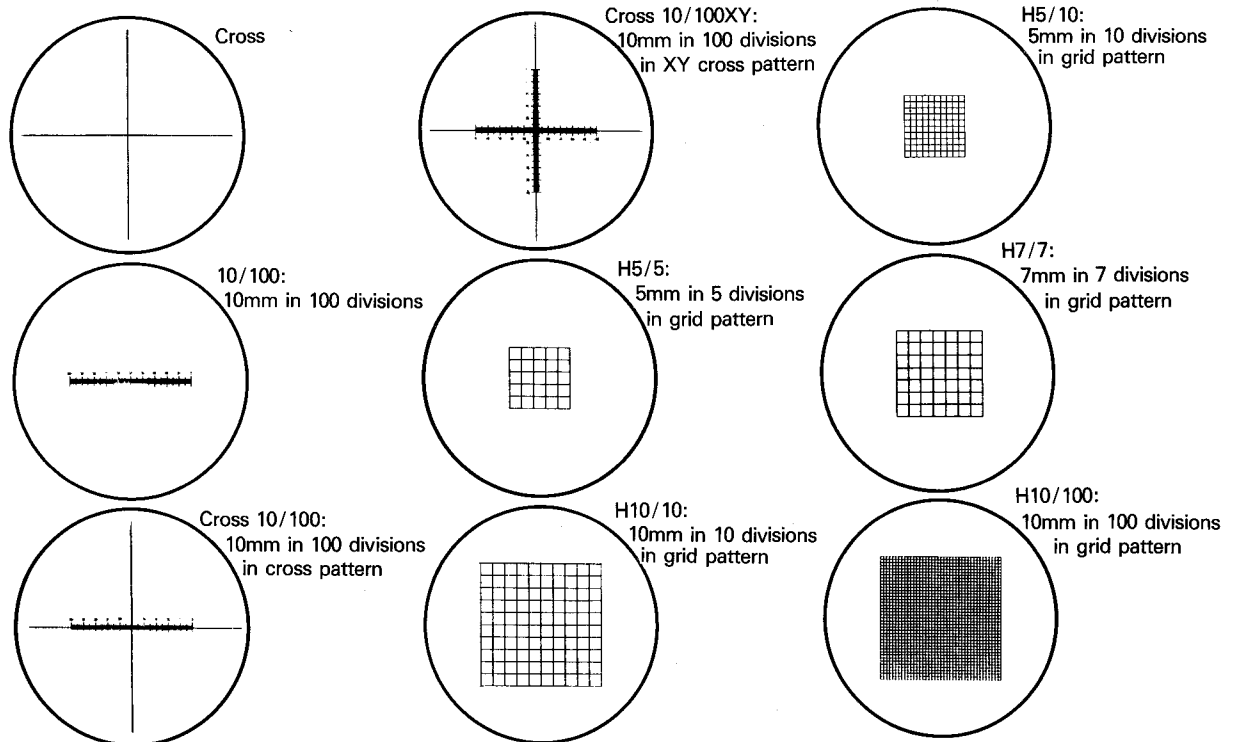 Cross
Cross 10/100XY:
10mm in 100 divisions
in XY cross pattern
H5/10:
5mm in 10 divisions
in grid pattern
10/100:
10mm in 100 divisions
H5/5:
5mm in 5 divisions
in grid pattern
H7/7:
7mm in 7 divisions
in grid pattern
Cross 10/100:
10mm in 100 divisions
in cross pattern
H10/10:
10mm in 10 divisions
in grid pattern
H10/100:
10mm in 100 divisions
in grid pattern